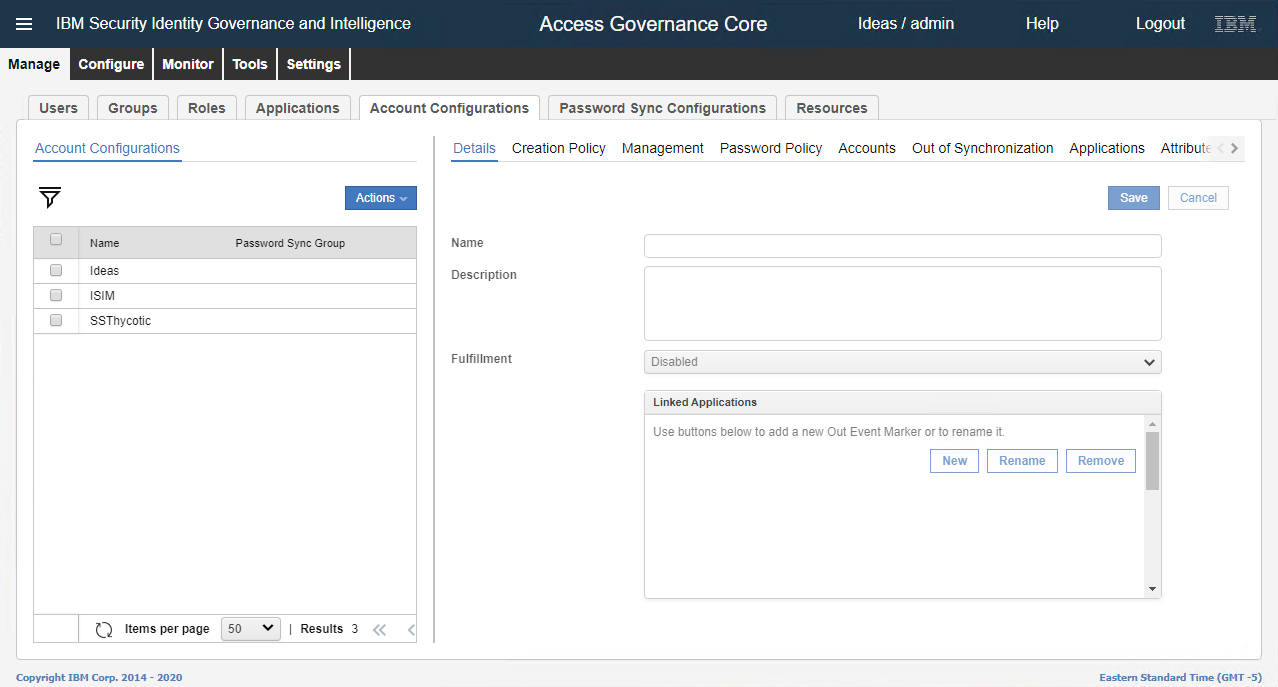 IBM Security Identity Governance and Intelligence Access Governance Core Ideas / admin Help Logout IBM
Manage Configure Monitor Tools Settings
Users Groups Roles Applications Account Configurations Password Sync Configurations Resources
Account Configurations
Actions
Name Password Sync Group
Ideas
ISIM
SSThycotic
Items per page 50 | Results 3
Details Creation Policy Management Password Policy Accounts Out of Synchronization Applications Attribute
Save Cancel
Name
Description
Fulfillment Disabled
Linked Applications
Use buttons below to add a new Out Event Marker or to rename it.
New Rename Remove
Copyright IBM Corp. 2014 - 2020 Eastern Standard Time (GMT -5)